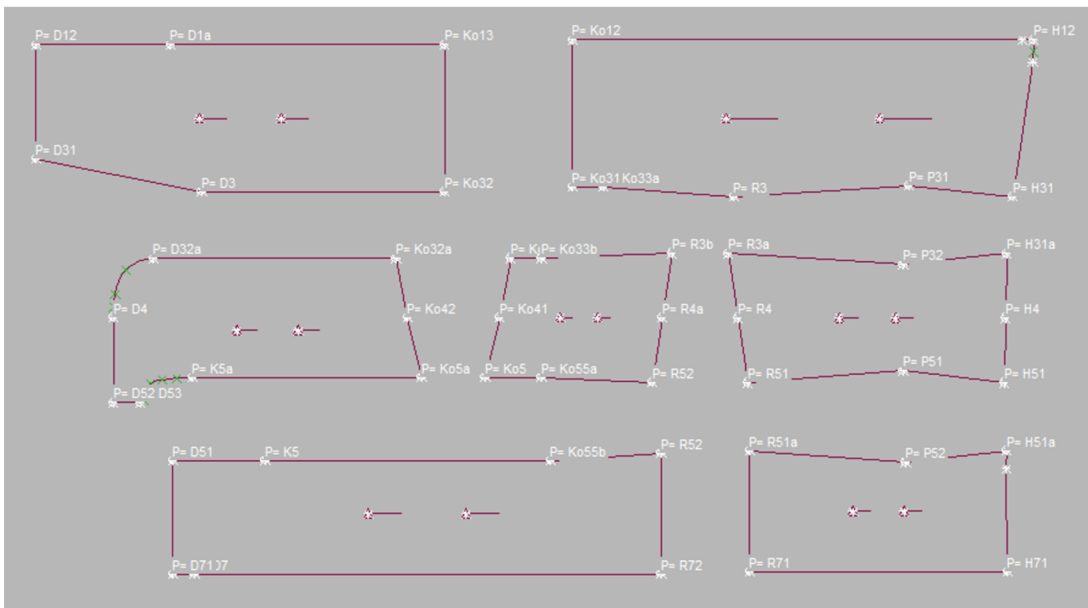 P= D12
P= D1a
P= Ko13
P= Ko12
P= H12
P= D31
P= D3
P= Ko32
P= Ko31
Ko33a
P= R3
P= P31
P= H31
P= D32a
P= Ko32a
P= Ko33b
P= R3b
P= R3a
P= P32
P= H31a
P= D4
P= Ko42
P= Ko41
P= R4a
P= R4
P= H4
P= K5a
P= Ko5a
P= Ko5
P= Ko55a
P= R52
P= R51
P= P51
P= H51
P= D52
D53
P= D51
P= K5
P= Ko55b
P= R52
P= R51a
P= P52
P= H51a
P= D71
P= R72
P= R71
P= H71